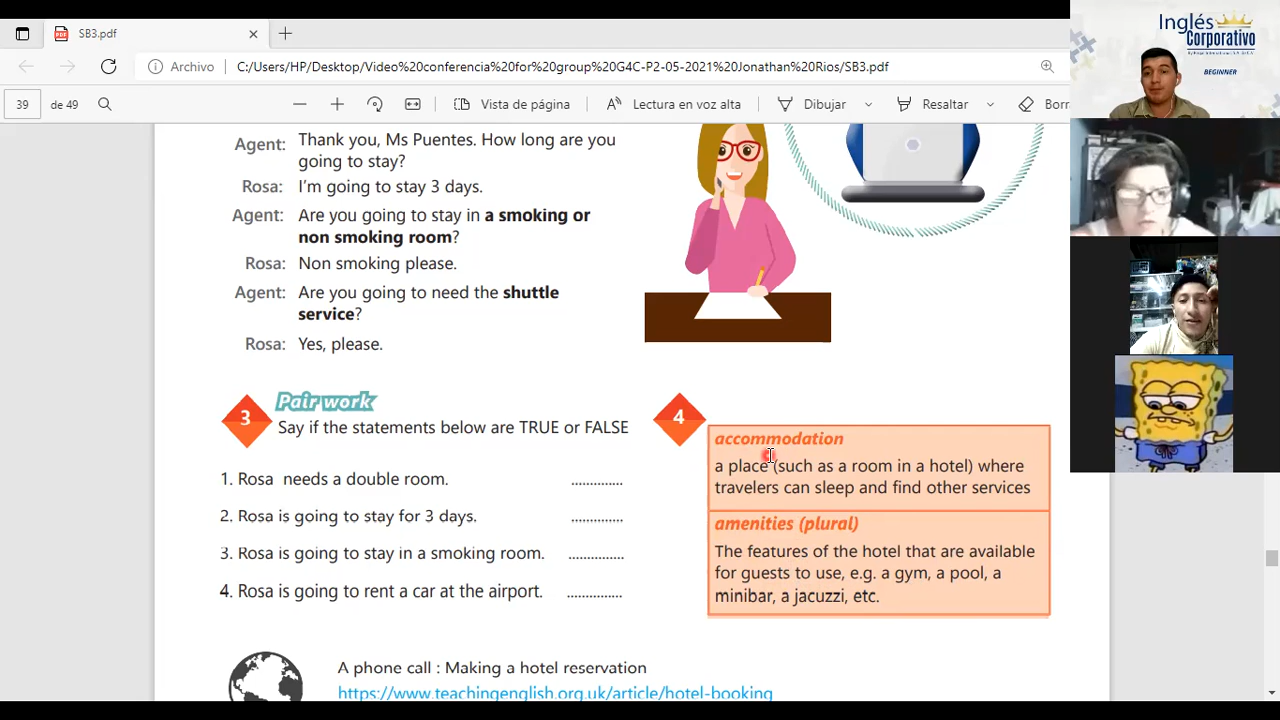 SB3.pdf
Archivo
C:/Users/HP/Desktop/Video%20conferencia%20for%20group%20G4C-P2-05-2021%20Jonathan%20Rios/SB3.pdf
39
de 49
Vista de página
Lectura en voz alta
Dibujar
Resaltar
Borr
Inglés
Corporativo
BEGINNER
Agent: Thank you, Ms Puentes. How long are you
going to stay?
Rosa: I'm going to stay 3 days.
Agent: Are you going to stay in a smoking or
non smoking room?
Rosa: Non smoking please.
Agent: Are you going to need the shuttle
service?
Rosa: Yes, please.
3
Pair work
Say if the statements below are TRUE or FALSE
1. Rosa needs a double room. .............
2. Rosa is going to stay for 3 days. .............
3. Rosa is going to stay in a smoking room. ..............
4. Rosa is going to rent a car at the airport. ..............
4
accommodation
a place (such as a room in a hotel) where
travelers can sleep and find other services
amenities (plural)
The features of the hotel that are available
for guests to use, e.g. a gym, a pool, a
minibar, a jacuzzi, etc.
A phone call : Making a hotel reservation
https://www.teachingenglish.org.uk/article/hotel-booking